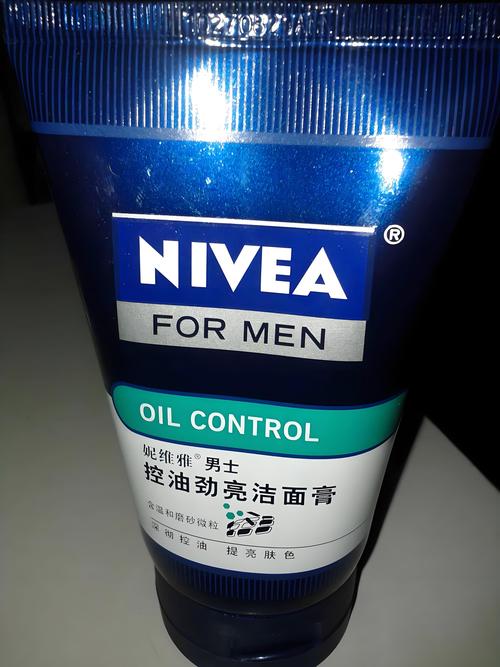 NIVEA ®
FOR MEN
OIL CONTROL
妮维雅® 男士
控油劲亮洁面膏
含温和磨砂微粒
深彻控油 提亮肤色